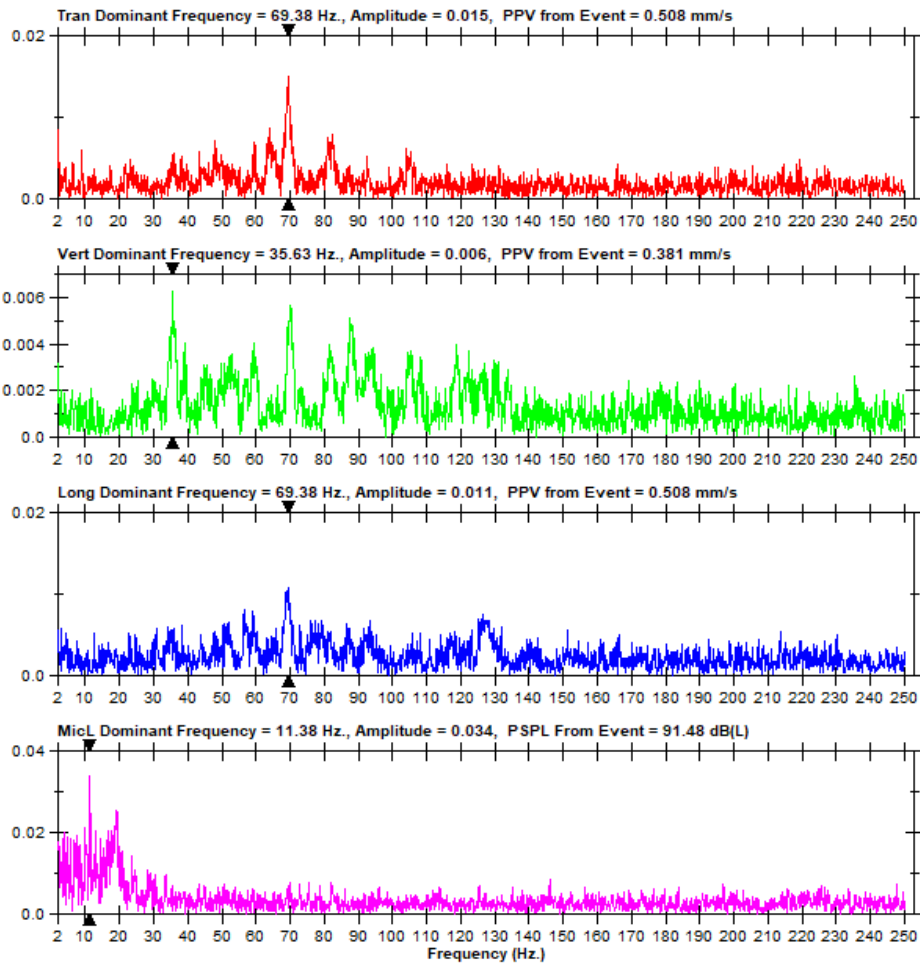 Tran Dominant Frequency = 69.38 Hz., Amplitude = 0.015, PPV from Event = 0.508 mm/s
0.02
0.0
2 10 20 30 40 50 60 70 80 90 100 110 120 130 140 150 160 170 180 190 200 210 220 230 240 250
Vert Dominant Frequency = 35.63 Hz., Amplitude = 0.006, PPV from Event = 0.381 mm/s
0.006
0.004
0.002
0.0
2 10 20 30 40 50 60 70 80 90 100 110 120 130 140 150 160 170 180 190 200 210 220 230 240 250
Long Dominant Frequency = 69.38 Hz., Amplitude = 0.011, PPV from Event = 0.508 mm/s
0.02
0.0
2 10 20 30 40 50 60 70 80 90 100 110 120 130 140 150 160 170 180 190 200 210 220 230 240 250
MicL Dominant Frequency = 11.38 Hz., Amplitude = 0.034, PSPL From Event = 91.48 dB(L)
0.04
0.02
0.0
2 10 20 30 40 50 60 70 80 90 100 110 120 130 140 150 160 170 180 190 200 210 220 230 240 250
Frequency (Hz.)